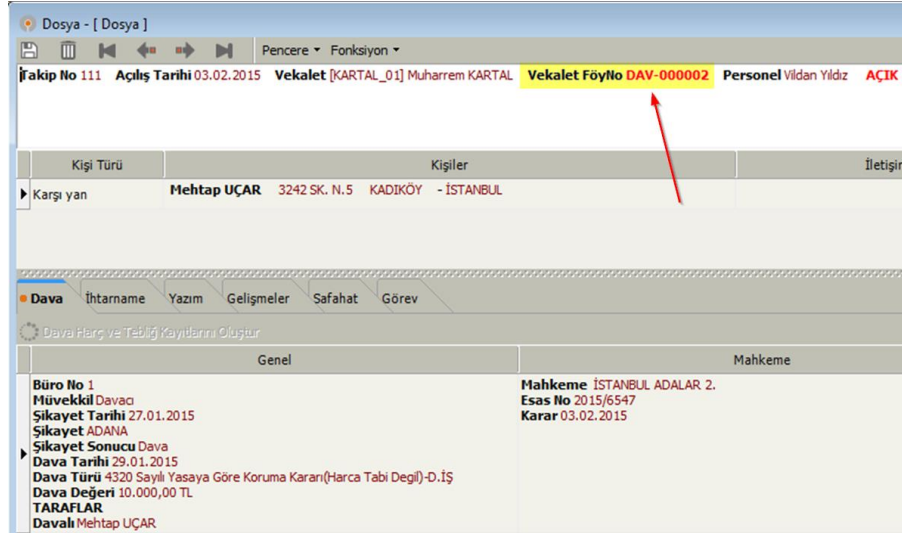 Dosya - [ Dosya ]
Pencere Fonksiyon
Takip No 111 Açılış Tarihi 03.02.2015 Vekalet [KARTAL_01] Muharrem KARTAL Vekalet FöyNo DAV-000002 Personel Vildan Yıldız AÇIK
Kişi Türü Kişiler İletişir
Karşı yan Mehtap UÇAR 3242 SK. N.5 KADIKÖY - İSTANBUL
Dava İhtarname Yazım Gelişmeler Safahat Görev
Dava Harç ve Tebliğ Kayıtlarını Oluştur
Genel Mahkeme
Büro No 1 Mahkeme İSTANBUL ADALAR 2.
Müvekkil Davacı Esas No 2015/6547
Şikayet Tarihi 27.01.2015 Karar 03.02.2015
Şikayet ADANA
Şikayet Sonucu Dava
Dava Tarihi 29.01.2015
Dava Türü 4320 Sayılı Yasaya Göre Koruma Kararı(Harca Tabi Degil)-D.İŞ
Dava Değeri 10.000,00 TL
TARAFLAR
Davalı Mehtap UÇAR